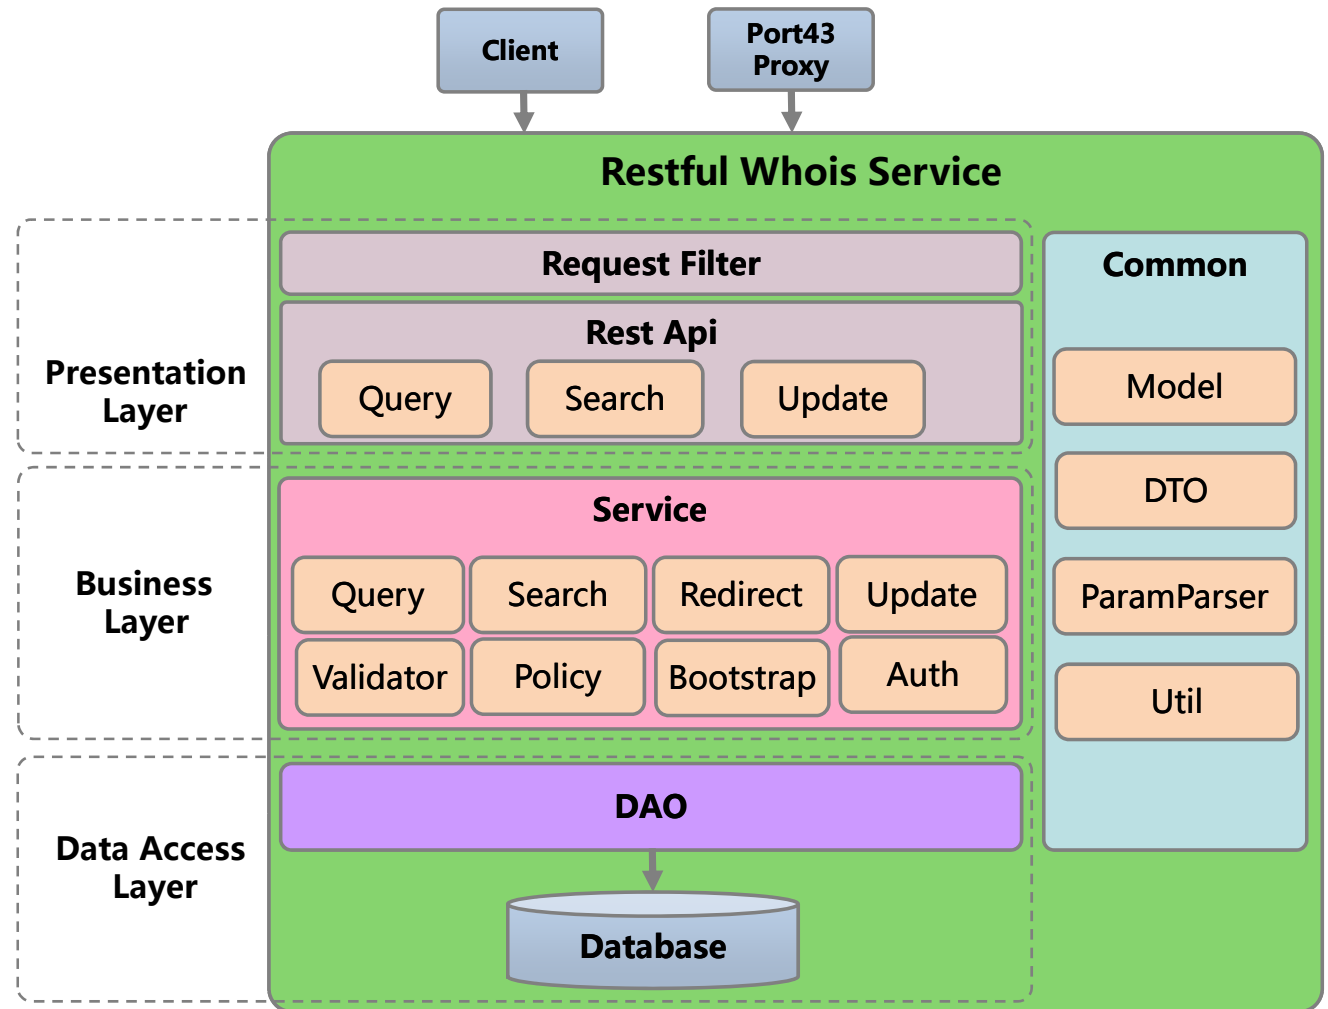 Client
Port43
Proxy
Restful Whois Service
Presentation
Layer
Request Filter
Rest Api
Query
Search
Update
Business
Layer
Service
Query
Search
Redirect
Update
Validator
Policy
Bootstrap
Auth
Data Access
Layer
DAO
Database
Common
Model
DTO
ParamParser
Util